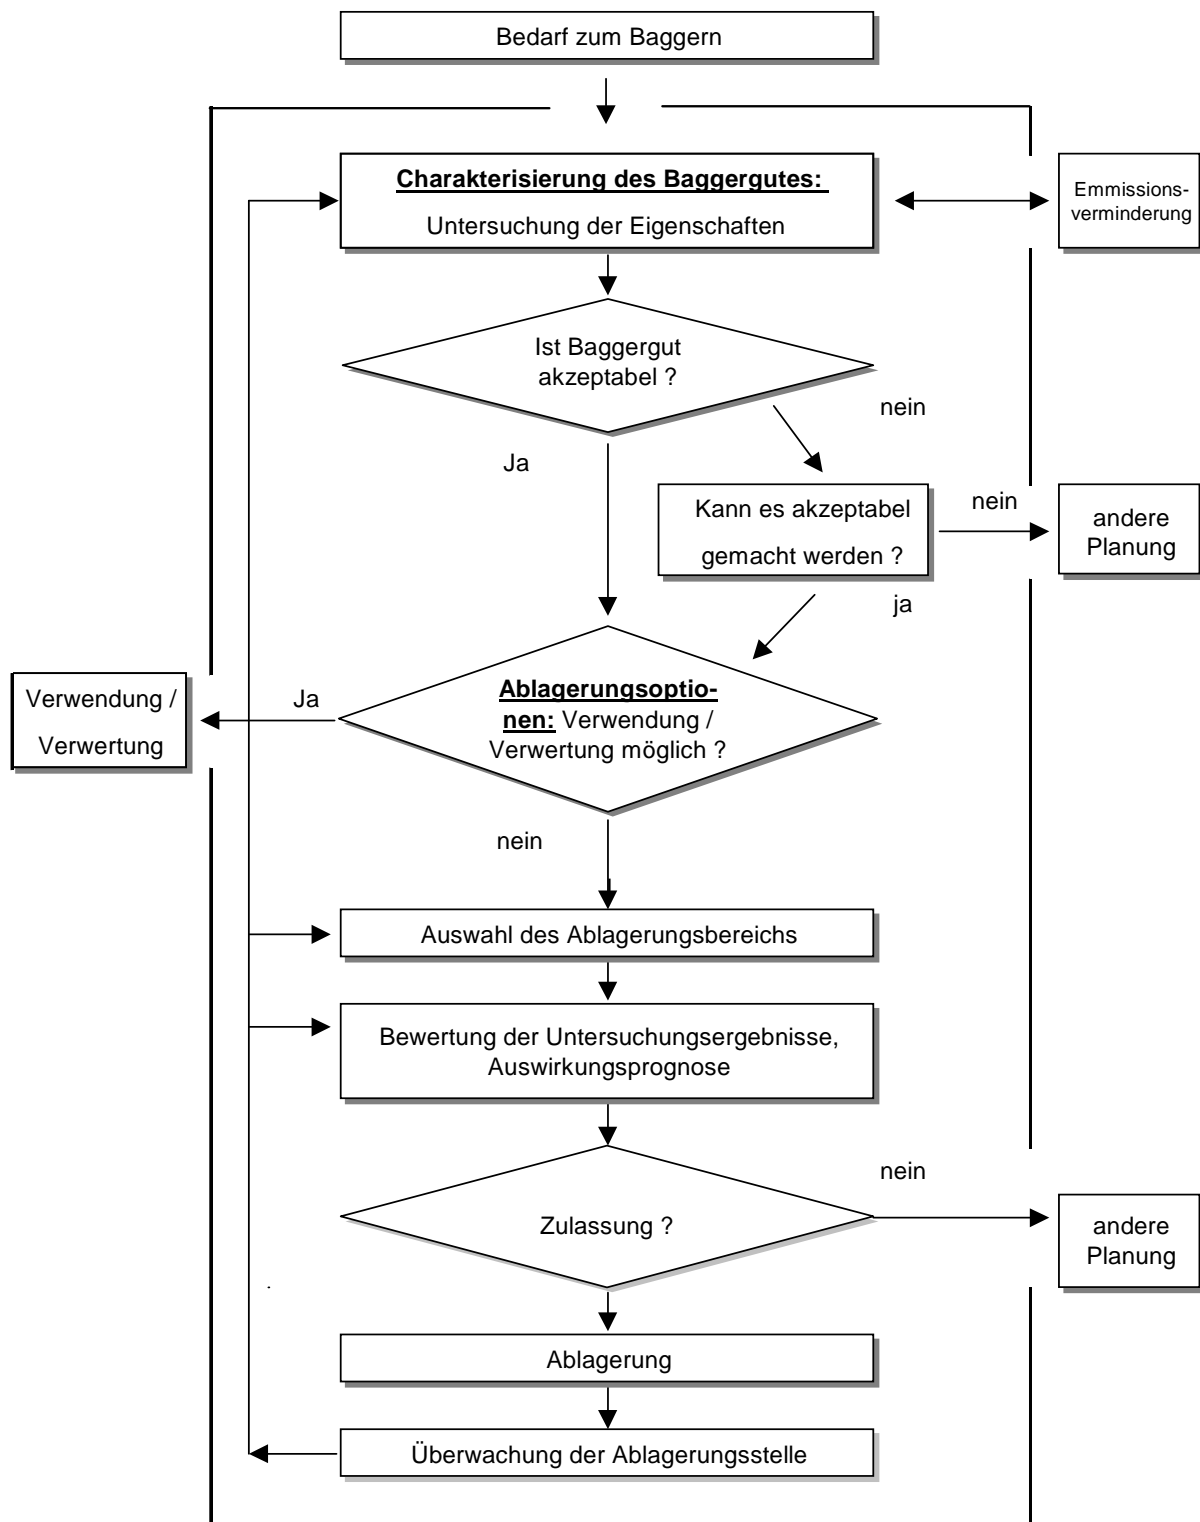 Bedarf zum Baggern
Charakterisierung des Baggergutes:
Untersuchung der Eigenschaften
Emmissions-
verminderung
Ist Baggergut
akzeptabel ?
nein
Ja
Kann es akzeptabel
gemacht werden ?
nein
andere
Planung
ja
Ablagerungsoptio-
nen: Verwendung /
Verwertung möglich ?
Ja
Verwendung /
Verwertung
nein
Auswahl des Ablagerungsbereichs
Bewertung der Untersuchungsergebnisse,
Auswirkungsprognose
Zulassung ?
nein
andere
Planung
Ablagerung
Überwachung der Ablagerungsstelle